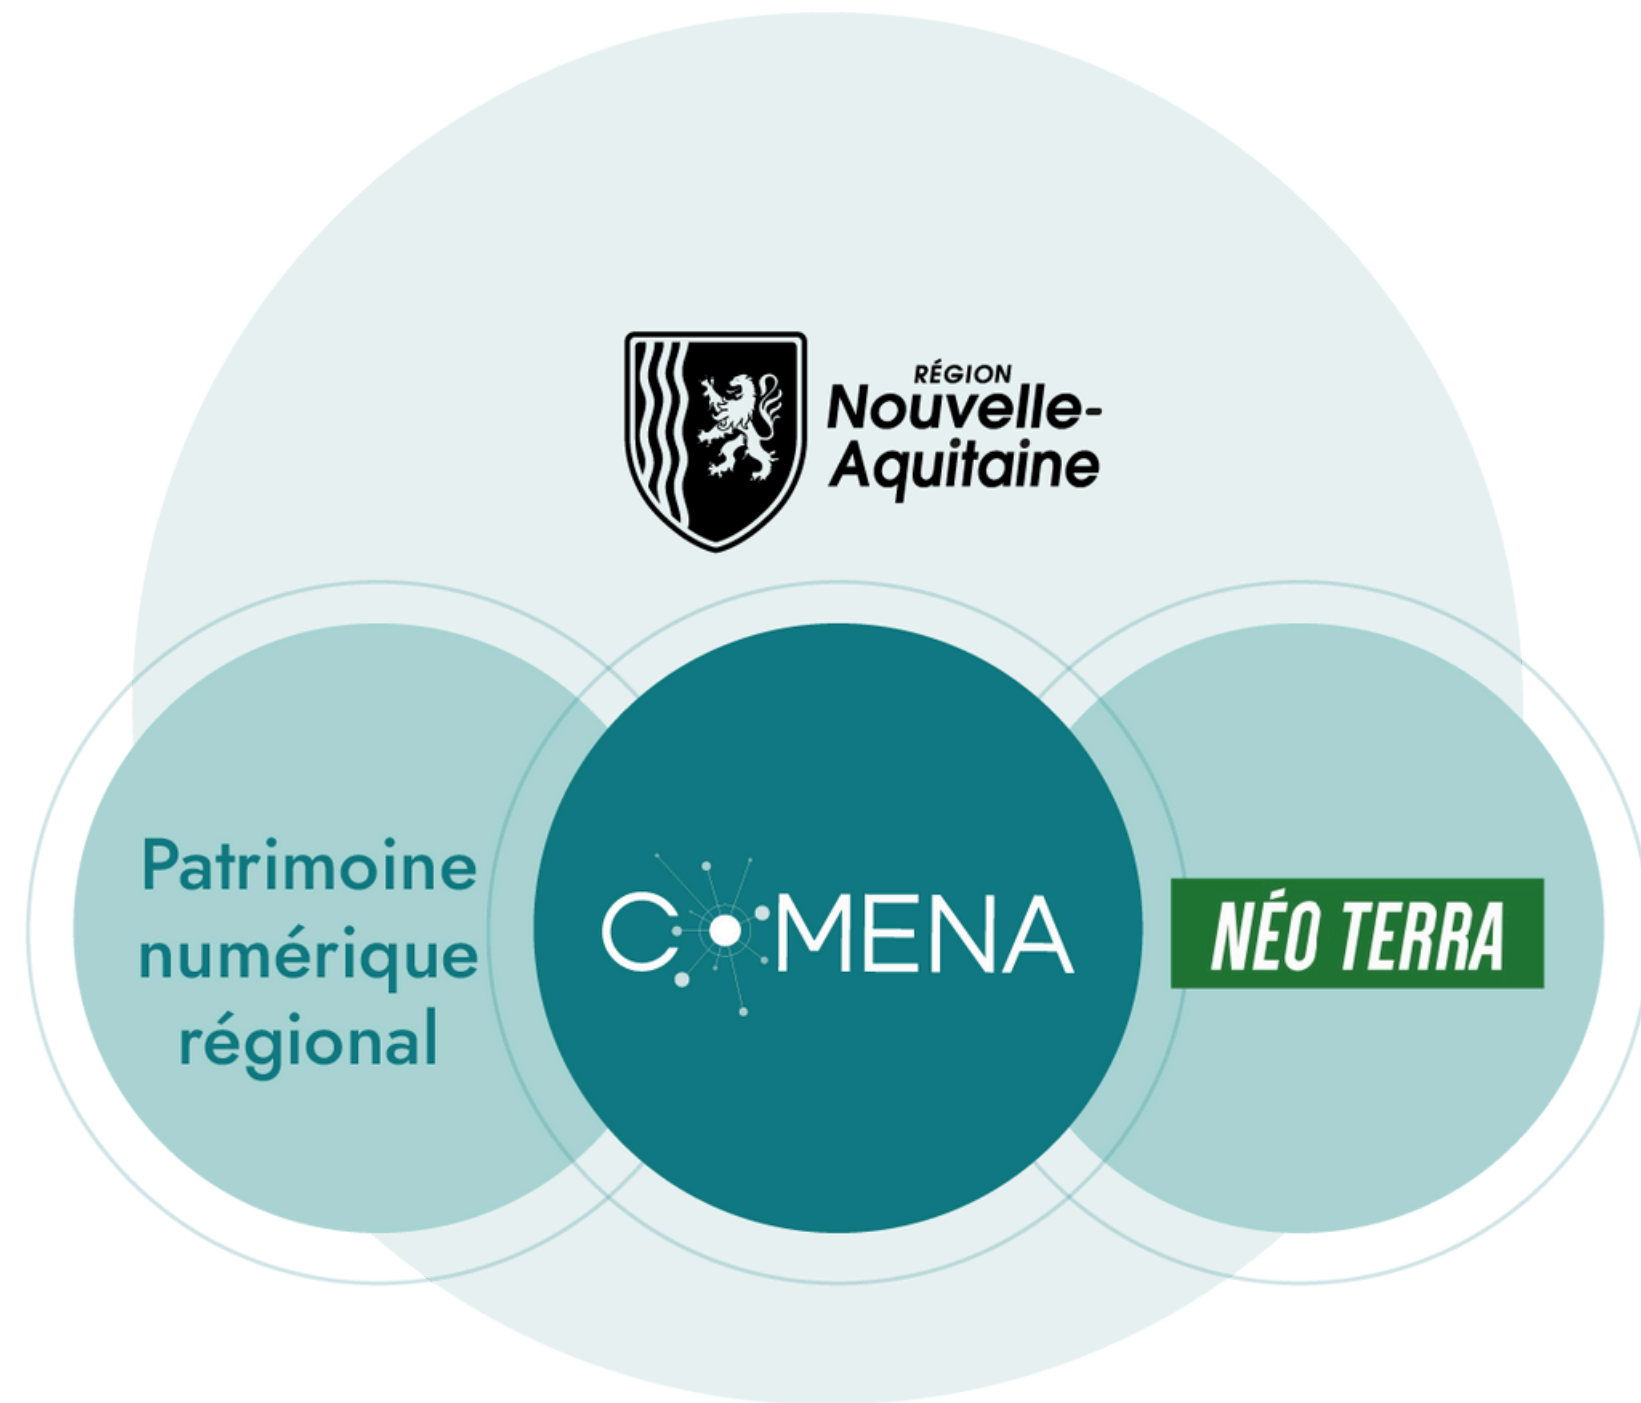 RÉGION
Nouvelle-
Aquitaine
Patrimoine
numérique
régional
COMENA
NÉO TERRA